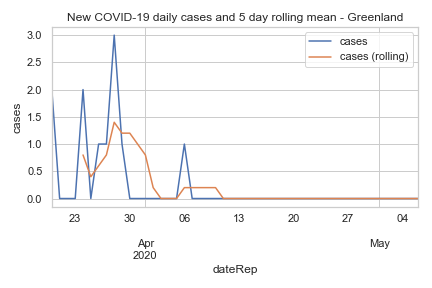 New COVID-19 daily cases and 5 day rolling mean - Greenland
cases
cases (rolling)
cases
3.0
2.5
2.0
1.5
1.0
0.5
0.0
23
30
06
13
20
27
04
Apr
2020
May
dateRep